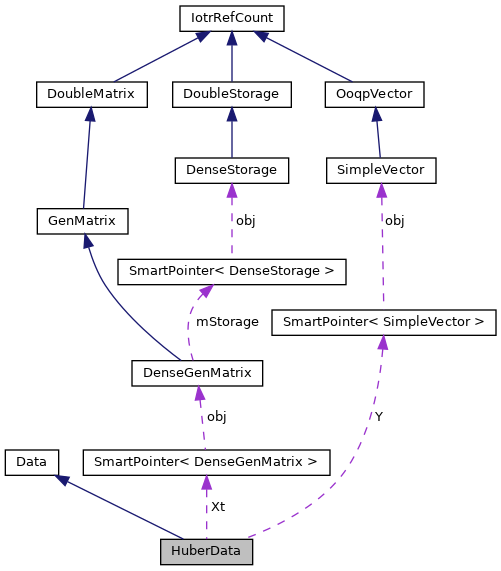 IotrRefCount
DoubleMatrix
DoubleStorage
OoqpVector
DenseStorage
SimpleVector
GenMatrix
obj
obj
SmartPointer< DenseStorage >
mStorage
SmartPointer< SimpleVector >
DenseGenMatrix
obj
Y
Data
SmartPointer< DenseGenMatrix >
Xt
HuberData